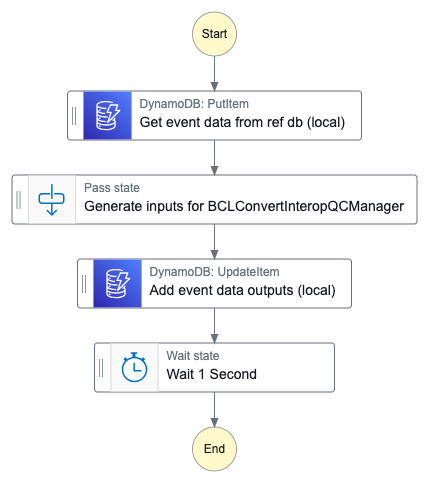 Start
DynamoDB: PutItem
Get event data from ref db (local)
Pass state
Generate inputs for BCLConvertInteropQCManager
DynamoDB: UpdateItem
Add event data outputs (local)
Wait state
Wait 1 Second
End